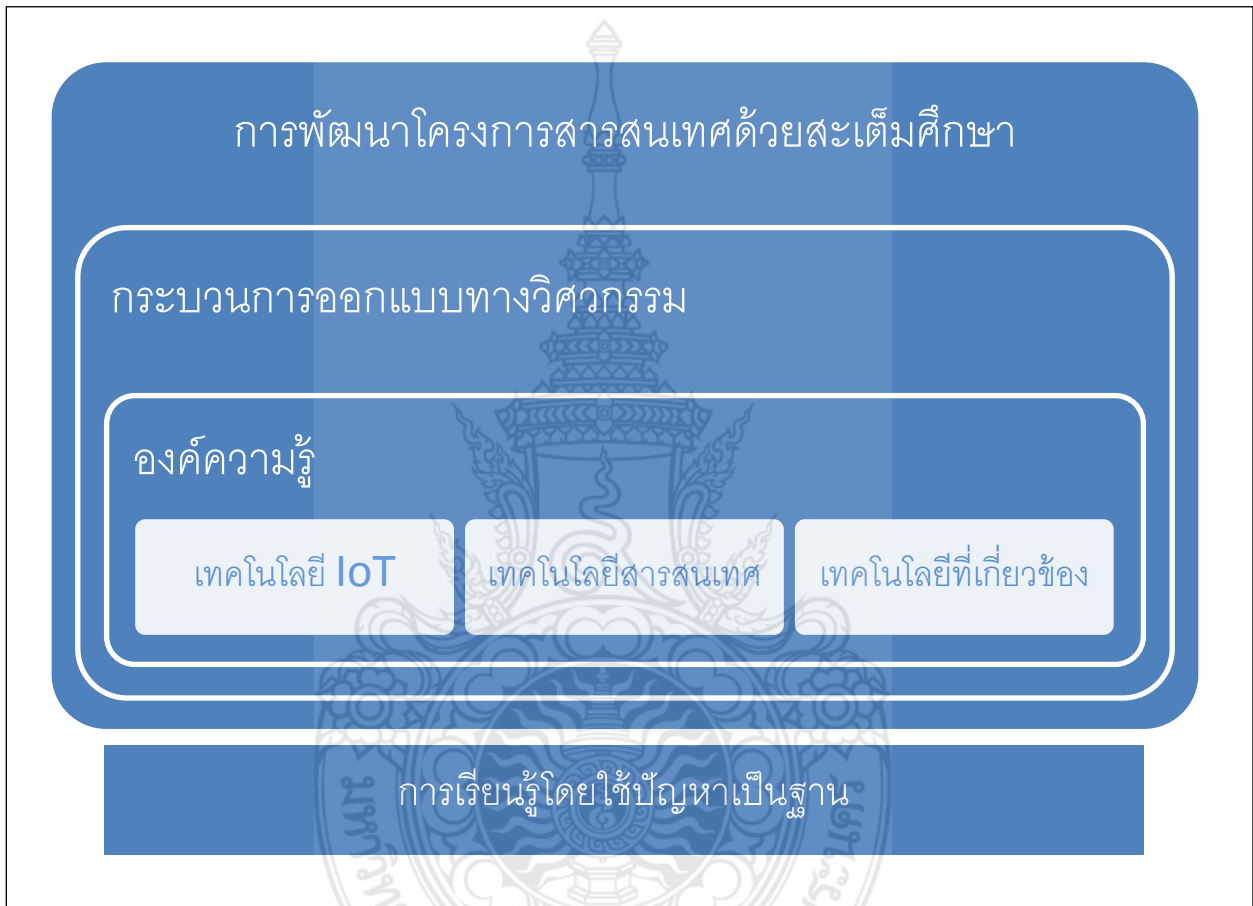 การพัฒนาโครงการสารสนเทศด้วยสะเต็มศึกษา
กระบวนการออกแบบทางวิศวกรรม
องค์ความรู้
เทคโนโลยี IoT
เทคโนโลยีสารสนเทศ
เทคโนโลยีที่เกี่ยวข้อง
การเรียนรู้โดยใช้ปัญหาเป็นฐาน